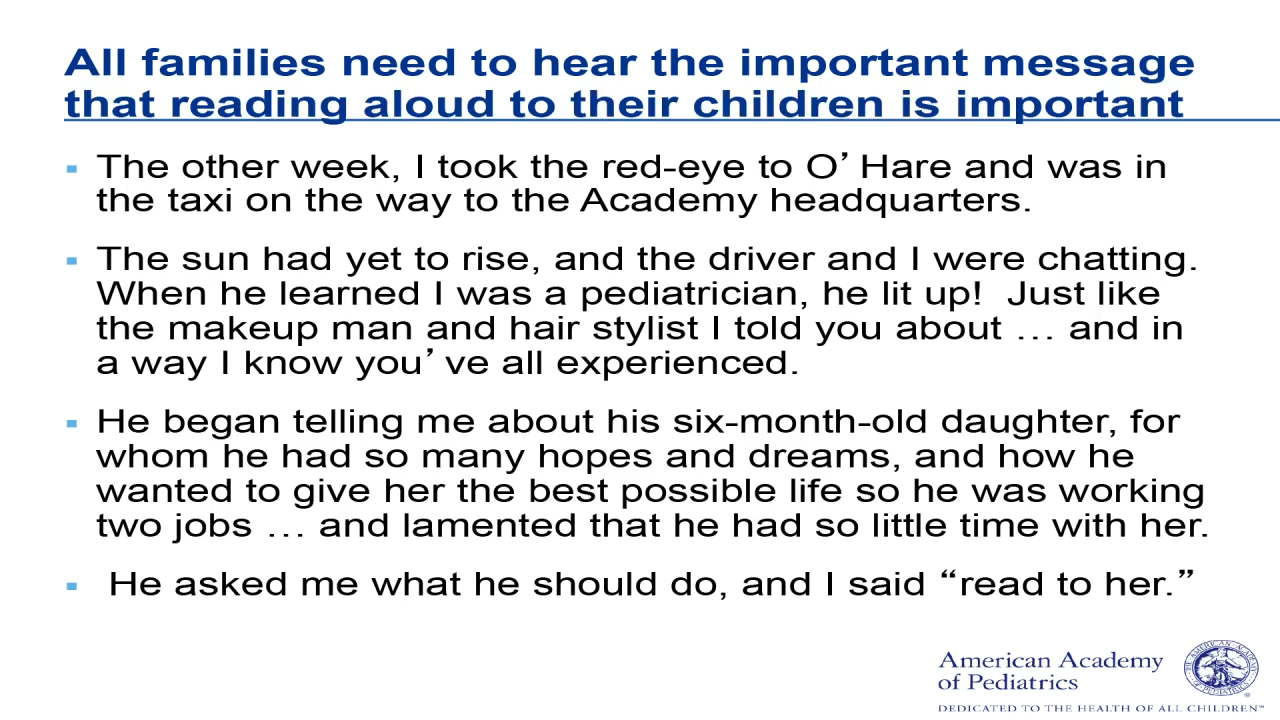 All families need to hear the important message
that reading aloud to their children is important
The other week, I took the red-eye to O’ Hare and was in
the taxi on the way to the Academy headquarters.
The sun had yet to rise, and the driver and I were chatting.
When he learned I was a pediatrician, he lit up!  Just like
the makeup man and hair stylist I told you about … and in
a way I know you’ ve all experienced.
He began telling me about his six-month-old daughter, for
whom he had so many hopes and dreams, and how he
wanted to give her the best possible life so he was working
two jobs … and lamented that he had so little time with her.
He asked me what he should do, and I said “read to her.”
American Academy
of Pediatrics
DEDICATED TO THE HEALTH OF ALL CHILDREN™